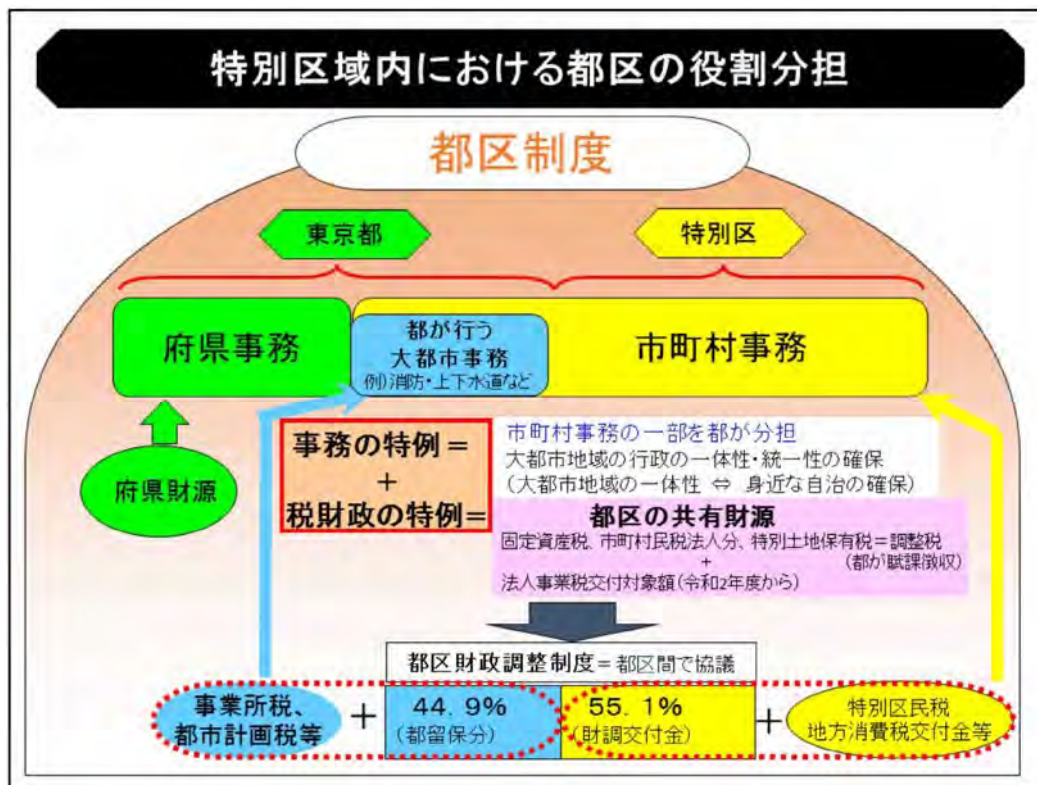 特別区域内における都区の役割分担
都区制度
東京都
特別区
府県事務
都が行う
大都市事務
例)消防・上下水道など
市町村事務
府県財源
事務の特例＝
+
税財政の特例＝
市町村事務の一部を都が分担
大都市地域の行政の一体性・統一性の確保
(大都市地域の一体性 ⇔ 身近な自治の確保)
都区の共有財源
固定資産税、市町村民税法人分、特別土地保有税＝調整税
+
(都が賦課徴収)
法人事業税交付対象額(令和2年度から)
都区財政調整制度＝都区間で協議
事業所税、
都市計画税等
+
44. 9%
(都留保分)
55. 1%
(財調交付金)
+
特別区民税
地方消費税交付金等